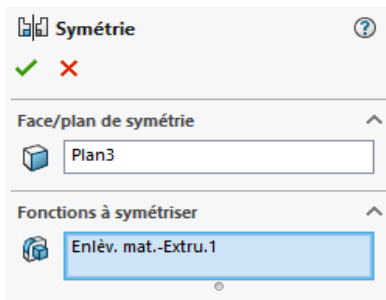 Symétrie
Face/plan de symétrie
Plan3
Fonctions à symétriser
Enlèv. mat.-Extru.1